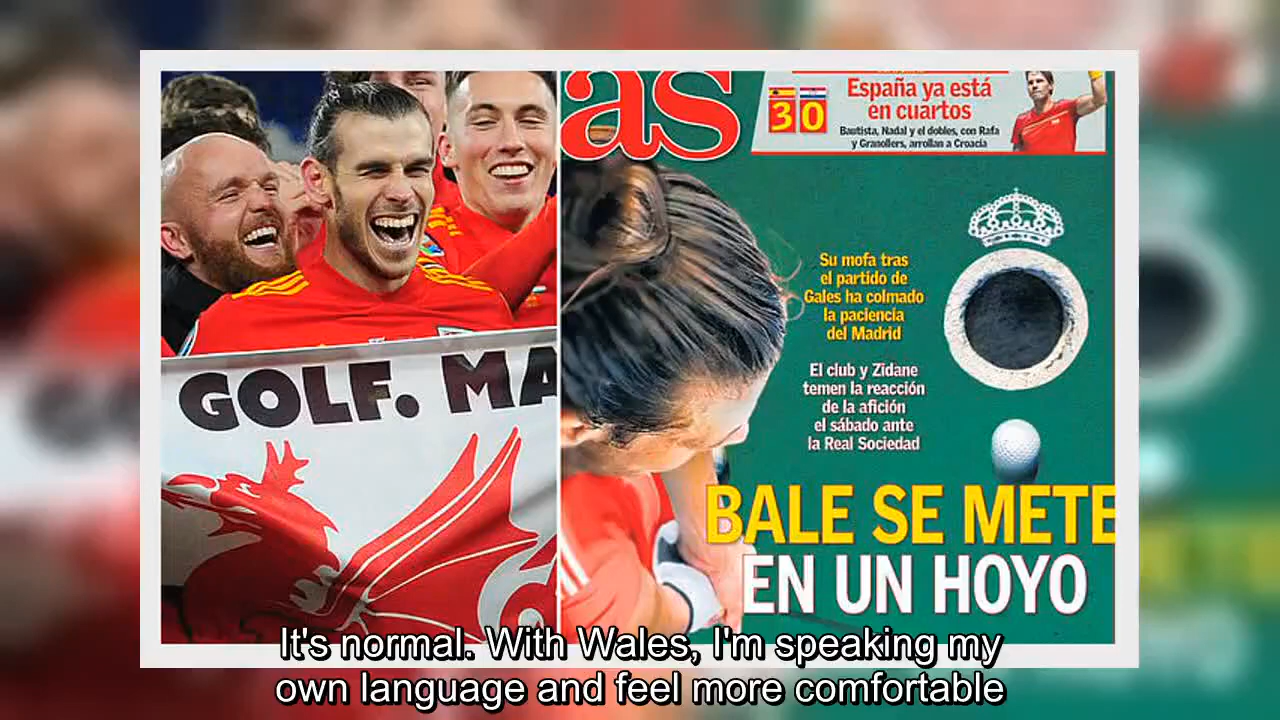 GOLF. MA
as
España ya está
en cuartos
3 0
Bautista, Nadal y el dobles, con Rafa
y Granollers, arrollan a Croacia
Su mofa tras
el partido de
Gales ha colmado
la paciencia
del Madrid
El club y Zidane
temen la reacción
de la afición
el sábado ante
la Real Sociedad
BALE SE METE
EN UN HOYO
It's normal. With Wales, I'm speaking my
own language and feel more comfortable